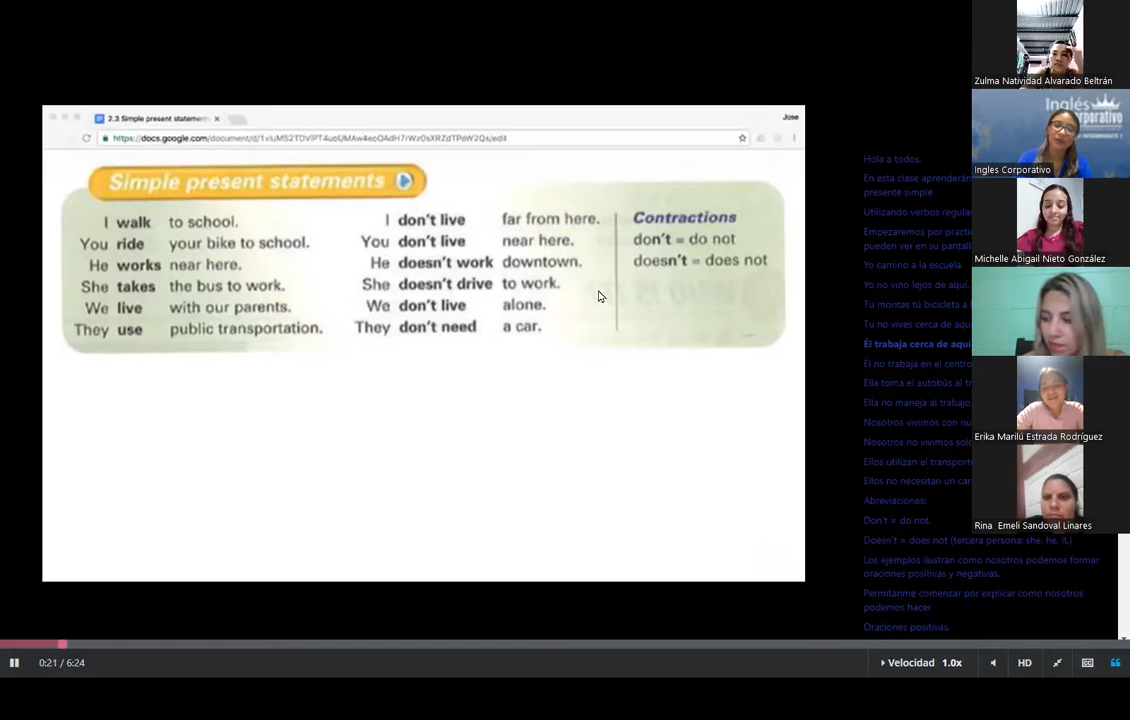 2.3 Simple present statement
Jose
Simple present statements
I walk to school.
You ride your bike to school.
He works near here.
She takes the bus to work.
We live with our parents.
They use public transportation.
I don't live far from here.
You don't live near here.
He doesn't work downtown.
She doesn't drive to work.
We don't live alone.
They don't need a car.
Contractions
don't = do not
doesn't = does not
Hola a todos.
En esta clase aprenderán
presente simple
Utilizando verbos regula
Empezaremos por practic
pueden ver en su pantall
Yo camino a la escuela.
Yo no vivo lejos de aquí.
Tu montas tú bicicleta a l
Tu no vives cerca de aqu
Él trabaja cerca de aquí
Él no trabaja en el centro
Ella toma el autobús al tr
Ella no maneja al trabajo.
Nosotros vivimos con nu
Nosotros no vivimos solo
Ellos utilizan el transport
Ellos no necesitan un car
Abreviaciones:
Don't = do not.
Doesn't = does not (tercera persona: she, he, it,)
Los ejemplos ilustran como nosotros podemos formar
oraciones positivas y negativas.
Permítanme comenzar por explicar como nosotros
podemos hacer
Oraciones positivas.
Zulma Natividad Alvarado Beltrán
Inglés
Corporativo
Ingles Corporativo
Michelle Abigail Nieto González
Erika Marilú Estrada Rodríguez
Rina Emeli Sandoval Linares
0:21 / 6:24
Velocidad 1.0x
HD
CC